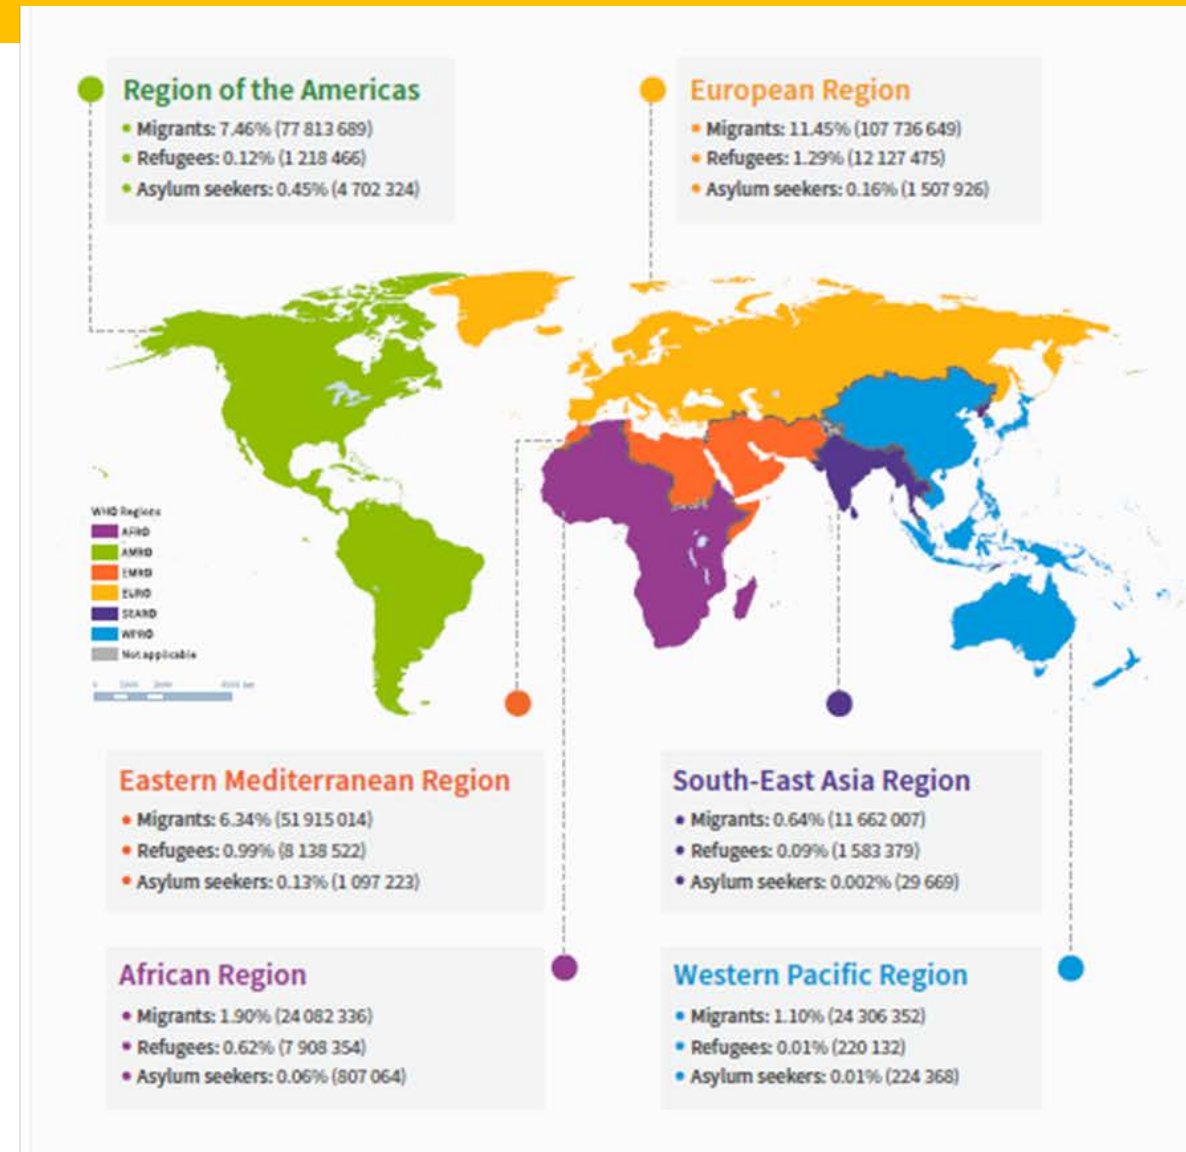 Region of the Americas
• Migrants: 7.46% (77 813 689)
• Refugees: 0.12% (1 218 466)
• Asylum seekers: 0.45% (4 702 324)
European Region
• Migrants: 11.45% (107 736 649)
• Refugees: 1.29% (12 127 475)
• Asylum seekers: 0.16% (1 507 926)
WHO Regions
AFRO
AMRO
EMRO
EURO
SEARO
WPRO
Not applicable
Eastern Mediterranean Region
• Migrants: 6.34% (51 915 014)
• Refugees: 0.99% (8 138 522)
• Asylum seekers: 0.13% (1 097 223)
South-East Asia Region
• Migrants: 0.64% (11 662 007)
• Refugees: 0.09% (1 583 379)
• Asylum seekers: 0.002% (29 669)
African Region
• Migrants: 1.90% (24 082 336)
• Refugees: 0.62% (7 908 354)
• Asylum seekers: 0.06% (807 064)
Western Pacific Region
• Migrants: 1.10% (24 306 352)
• Refugees: 0.01% (220 132)
• Asylum seekers: 0.01% (224 368)